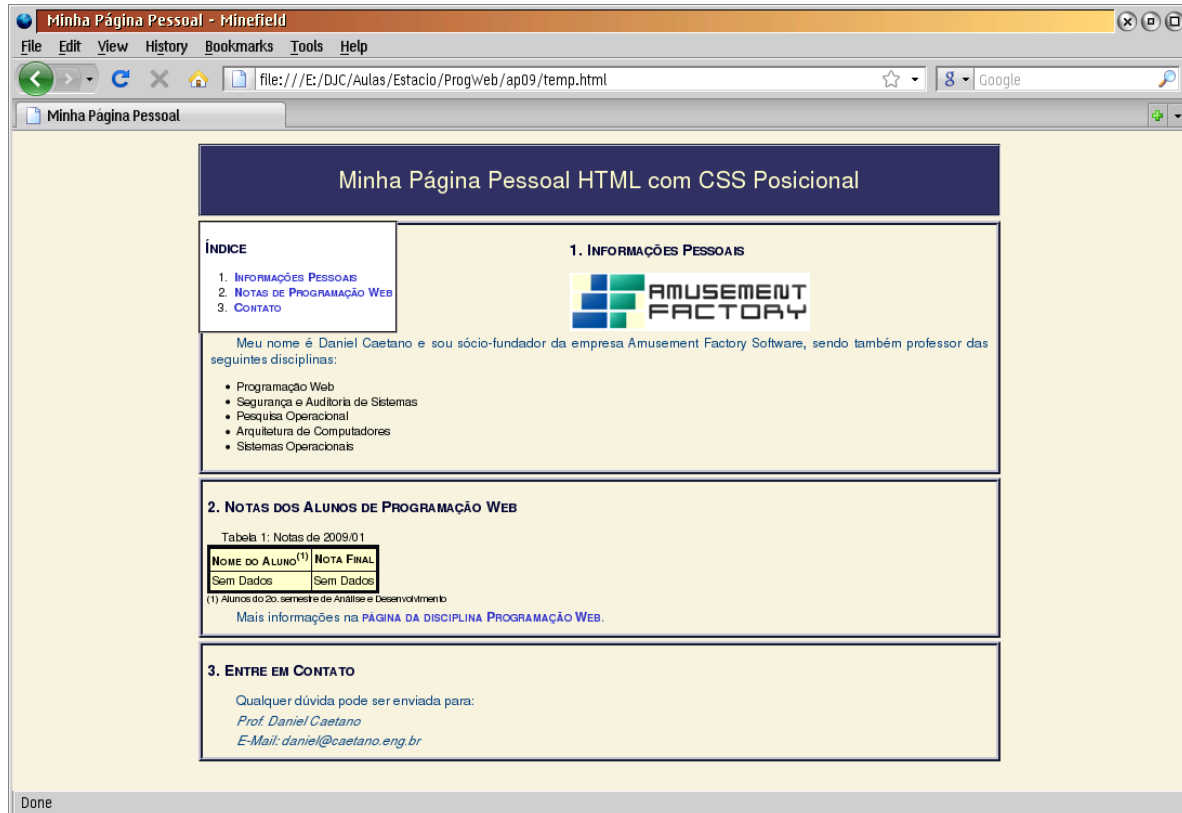 Minha Página Pessoal - Minefield
File Edit View History Bookmarks Tools Help
file:///E:/DJC/Aulas/Estacio/ProgWeb/ap09/temp.html
8 Google
Minha Página Pessoal
Minha Página Pessoal HTML com CSS Posicional
ÍNDICE
1. INFORMAÇÕES PESSOAIS
2. NOTAS DE PROGRAMAÇÃO WEB
3. CONTATO
1. INFORMAÇÕES PESSOAIS
AMUSEMENT
FACTORY
Meu nome é Daniel Caetano e sou sócio-fundador da empresa Amusement Factory Software, sendo também professor das
seguintes disciplinas:
• Programação Web
• Segurança e Auditoria de Sistemas
• Pesquisa Operacional
• Arquitetura de Computadores
• Sistemas Operacionais
2. NOTAS DOS ALUNOS DE PROGRAMAÇÃO WEB
Tabela 1: Notas de 2009/01
NOME DO ALUNO(1) NOTA FINAL
Sem Dados Sem Dados
(1) Alunos do 2o. semestre de Análise e Desenvolvimento
Mais informações na PÁGINA DA DISCIPLINA PROGRAMAÇÃO WEB.
3. ENTRE EM CONTATO
Qualquer dúvida pode ser enviada para:
Prof. Daniel Caetano
E-Mail: daniel@caetano.eng.br
Done